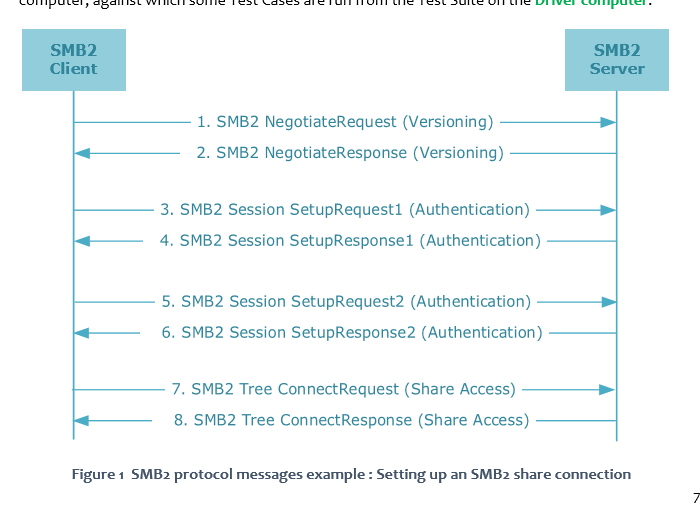 computer, against which some Test Cases are run from the Test Suite on the Driver computer.
SMB2
Client
SMB2
Server
1. SMB2 NegotiateRequest (Versioning)
2. SMB2 NegotiateResponse (Versioning)
3. SMB2 Session SetupRequest1 (Authentication)
4. SMB2 Session SetupResponse1 (Authentication)
5. SMB2 Session SetupRequest2 (Authentication)
6. SMB2 Session SetupResponse2 (Authentication)
7. SMB2 Tree ConnectRequest (Share Access)
8. SMB2 Tree ConnectResponse (Share Access)
Figure 1 SMB2 protocol messages example : Setting up an SMB2 share connection
7